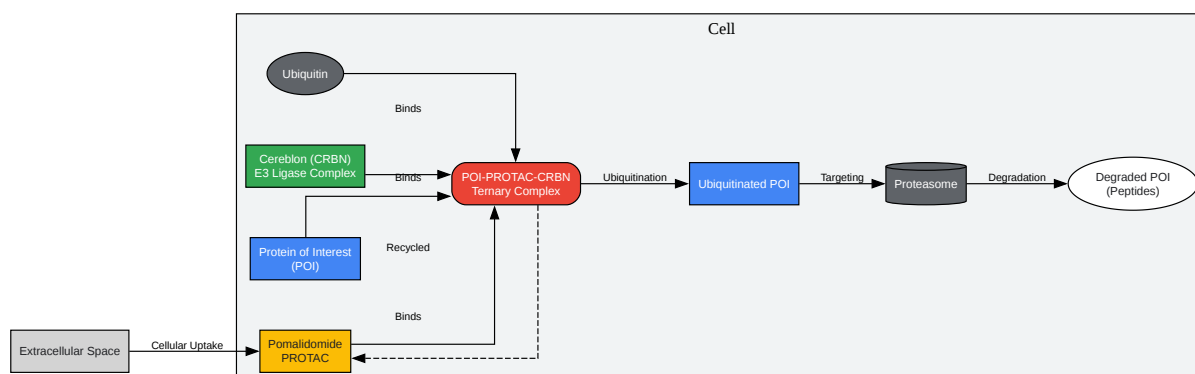 Cell
Ubiquitin
Binds
Cereblon (CRBN)
E3 Ligase Complex
Binds
POI-PROTAC-CRBN
Ternary Complex
Ubiquitination
Ubiquitinated POI
Targeting
Proteasome
Degradation
Degraded POI
(Peptides)
Protein of Interest
(POI)
Recycled
Binds
Extracellular Space
Cellular Uptake
Pomalidomide
PROTAC